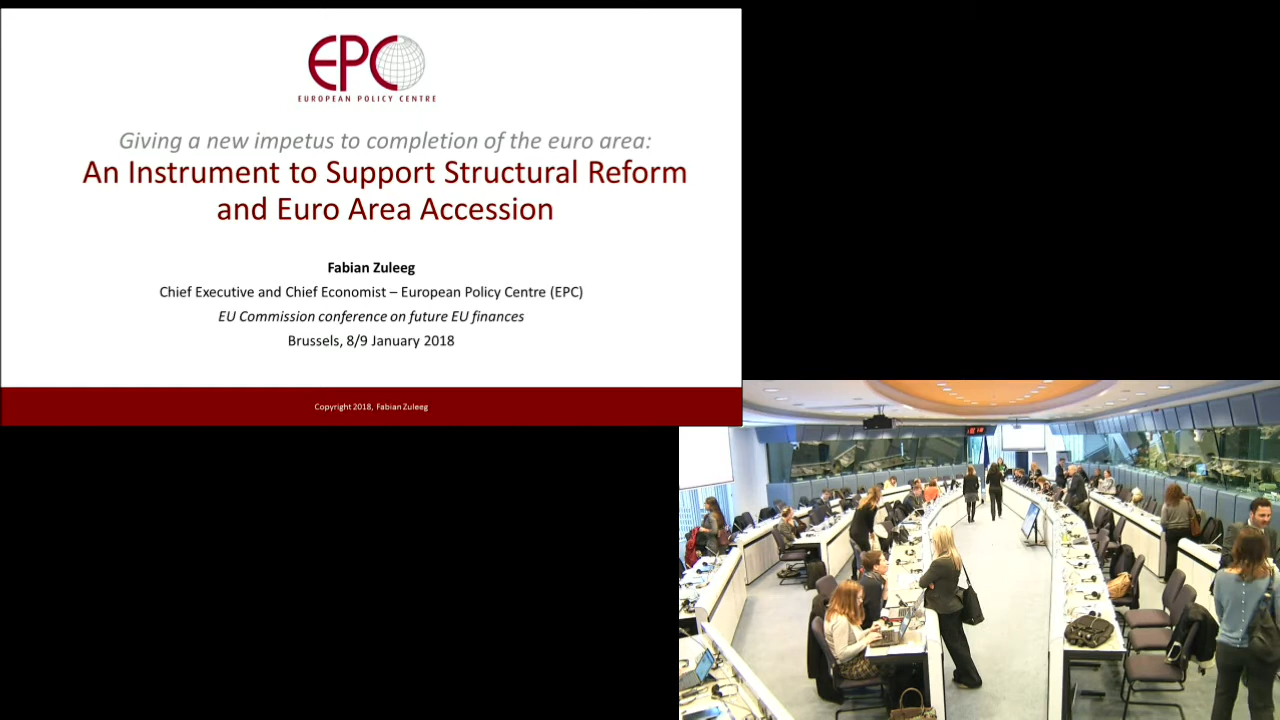 EPC
EUROPEAN POLICY CENTRE
Giving a new impetus to completion of the euro area:
An Instrument to Support Structural Reform
and Euro Area Accession
Fabian Zuleeg
Chief Executive and Chief Economist – European Policy Centre (EPC)
EU Commission conference on future EU finances
Brussels, 8/9 January 2018
Copyright 2018, Fabian Zuleeg